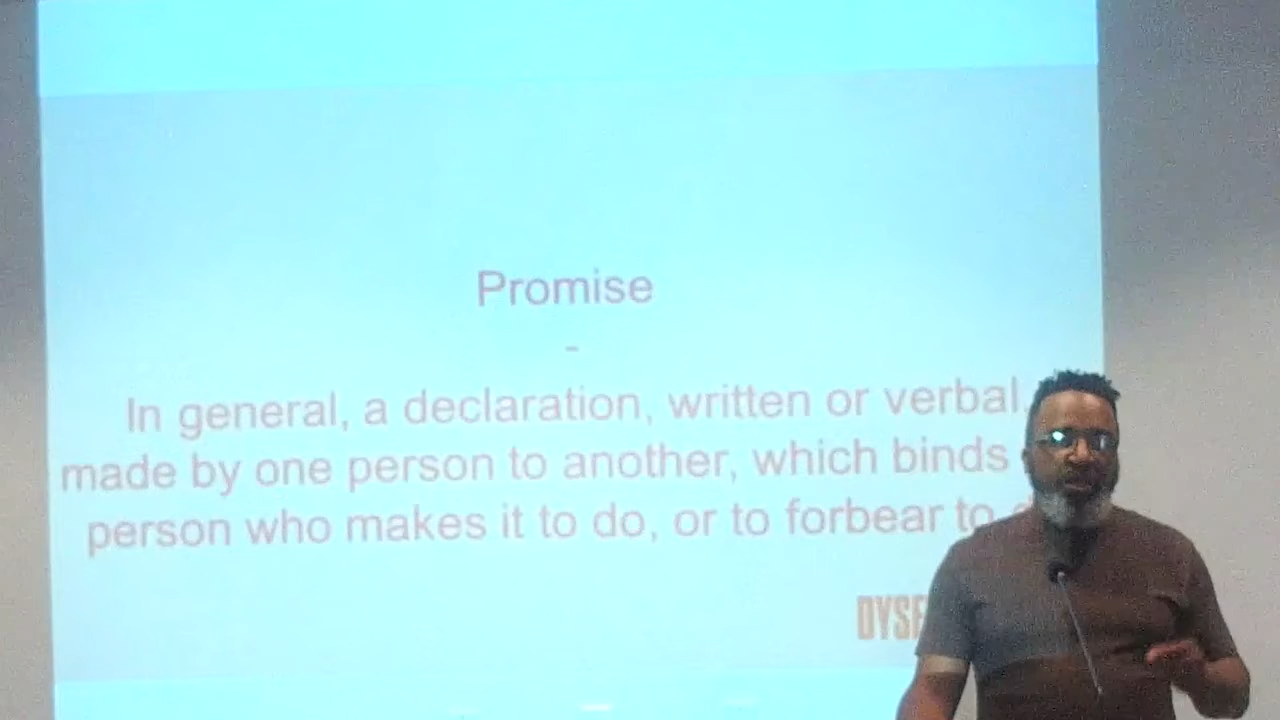 Promise
-
In general, a declaration, written or verbal,
made by one person to another, which binds
person who makes it to do, or to forbear to
DYSF